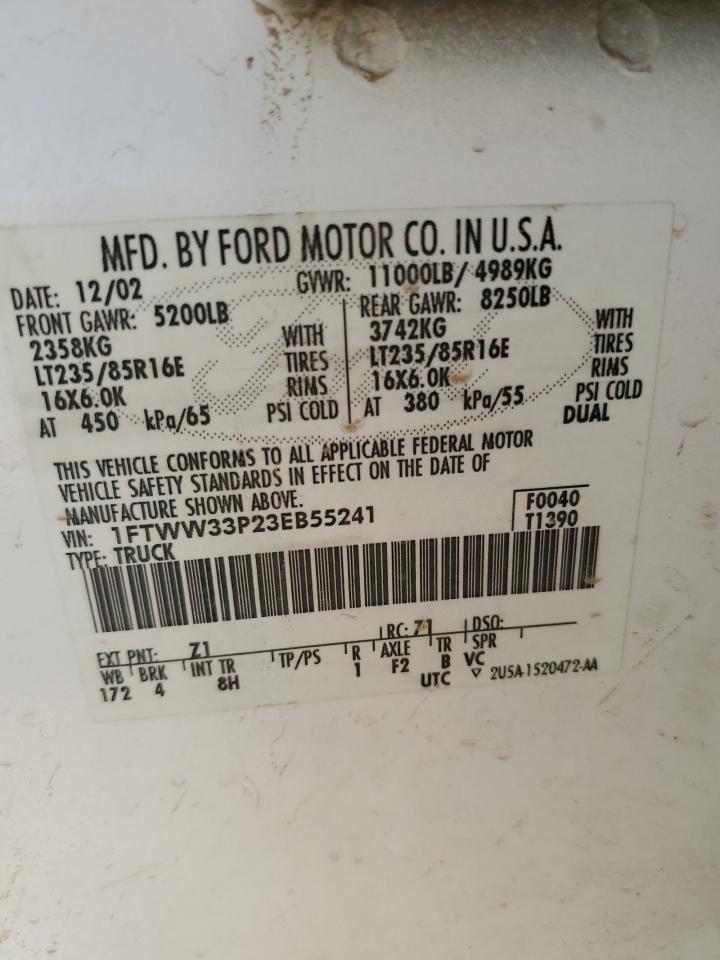 MFD. BY FORD MOTOR CO. IN U.S.A.
DATE: 12/02 GVWR: 11000LB/ 4989KG
FRONT GAWR: 5200LB REAR GAWR: 8250LB
2358KG WITH 3742KG WITH
LT235/85R16E TIRES LT235/85R16E TIRES
16X6.0K RIMS 16X6.0K RIMS
AT 450 kPa/65 PSI COLD AT 380 kPa/55 PSI COLD
DUAL
THIS VEHICLE CONFORMS TO ALL APPLICABLE FEDERAL MOTOR
VEHICLE SAFETY STANDARDS IN EFFECT ON THE DATE OF
MANUFACTURE SHOWN ABOVE.
VIN: 1FTWW33P23EB55241 F0040
TYPE: TRUCK T1390
EXT PNT: Z1 RC: 71 DSO:
WB BRK INT TR TP/PS R AXLE TR SPR
172 4 8H 1 F2 B VC
UTC ▽ 2U5A-1520472-AA